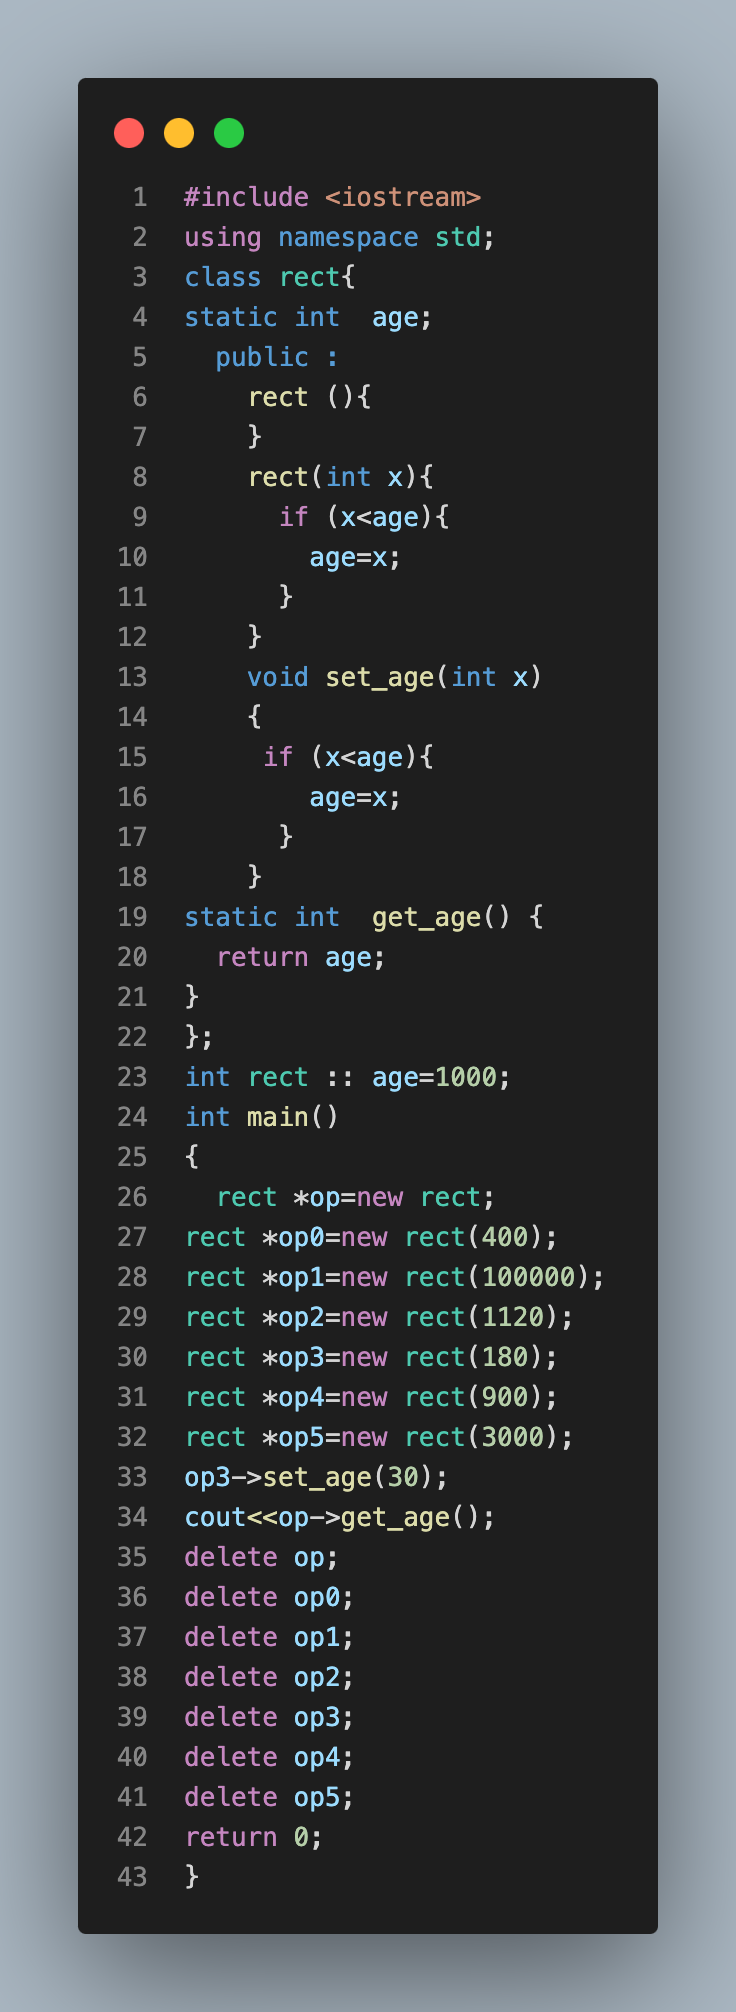 1 #include <iostream>
2 using namespace std;
3 class rect{
4 static int  age;
5   public :
6     rect (){
7     }
8     rect(int x){
9       if (x<age){
10         age=x;
11       }
12     }
13     void set_age(int x)
14     {
15      if (x<age){
16         age=x;
17       }
18     }
19 static int  get_age() {
20   return age;
21 }
22 };
23 int rect :: age=1000;
24 int main()
25 {
26   rect *op=new rect;
27 rect *op0=new rect(400);
28 rect *op1=new rect(100000);
29 rect *op2=new rect(1120);
30 rect *op3=new rect(180);
31 rect *op4=new rect(900);
32 rect *op5=new rect(3000);
33 op3->set_age(30);
34 cout<<op->get_age();
35 delete op;
36 delete op0;
37 delete op1;
38 delete op2;
39 delete op3;
40 delete op4;
41 delete op5;
42 return 0;
43 }